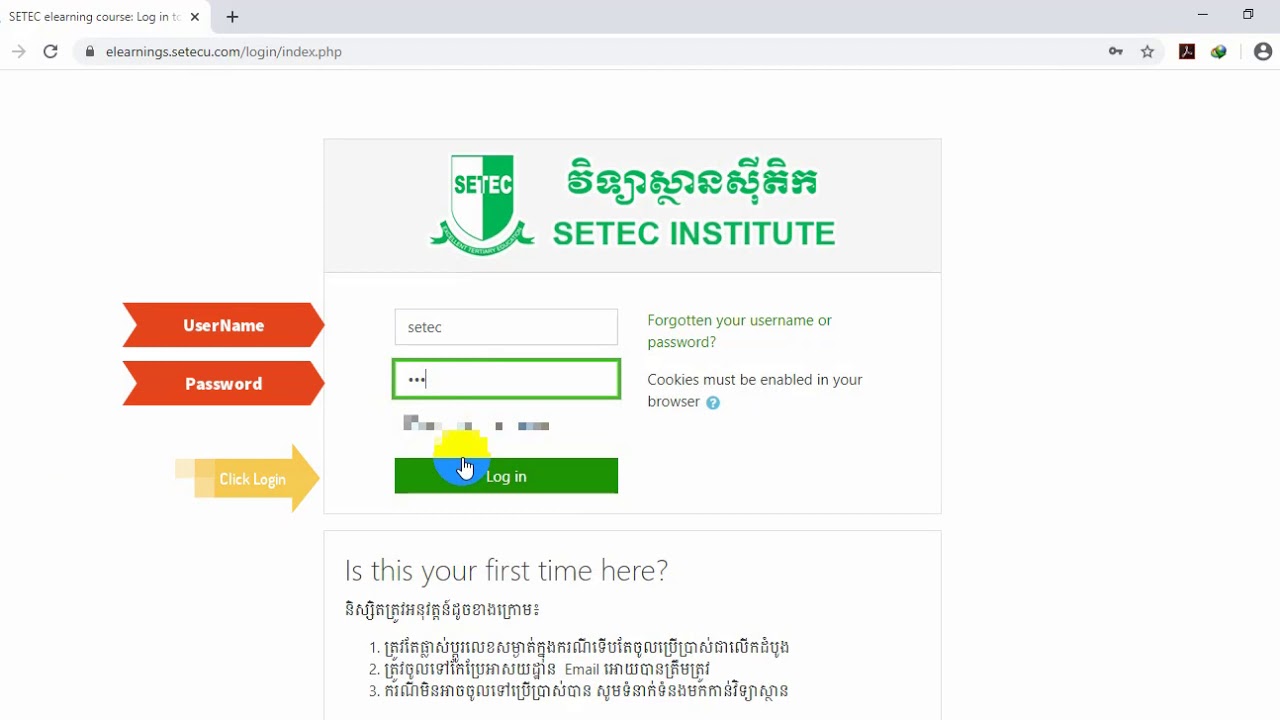 SETEC elearning course: Log in to
elearnings.setecu.com/login/index.php
SETEC
EXCELLENT TERTIARY EDUCATION
វិទ្យាស្ថានស៊ីតិក
SETEC INSTITUTE
UserName
setec
Forgotten your username or
password?
Password
•••
Cookies must be enabled in your
browser ?
Click Login
Log in
Is this your first time here?
និស្សិតត្រូវអនុវត្តន៍ដូចខាងក្រោម៖
1. ត្រូវតែផ្លាស់ប្តូរលេខសម្ងាត់ក្នុងករណីទើបតែចូលប្រើប្រាស់ជាលើកដំបូង
2. ត្រូវចូលទៅកែប្រែអាសយដ្ឋាន Email អោយបានត្រឹមត្រូវ
3. ករណីមិនអាចចូលទៅប្រើប្រាស់បាន សូមទំនាក់ទំនងមកកាន់វិទ្យាស្ថាន